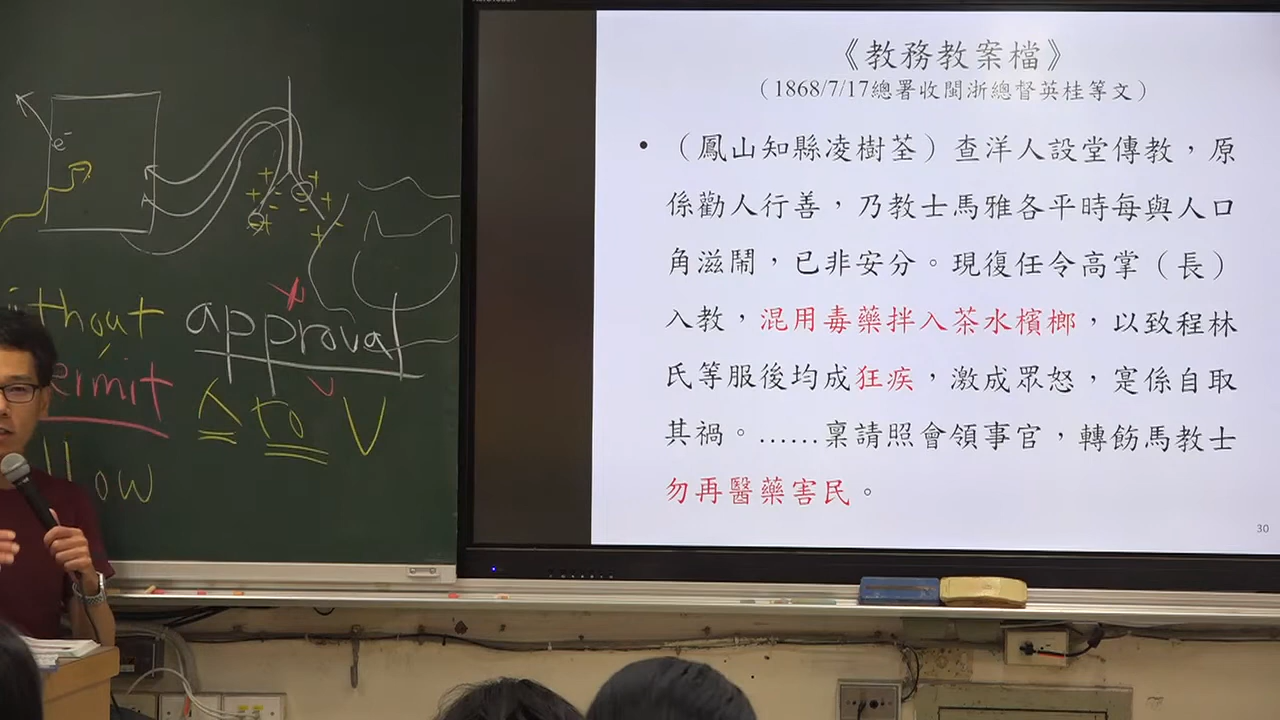 ithout
ermit
llow
approval
to V
e⁻
《教務教案檔》
（1868/7/17總署收閩浙總督英桂等文）
• （鳳山知縣凌樹荃）查洋人設堂傳教，原
係勸人行善，乃教士馬雅各平時每與人口
角滋鬧，已非安分。現復任令高掌（長）
入教，混用毒藥拌入茶水檳榔，以致程林
氏等服後均成狂疾，激成眾怒，寔係自取
其禍。……稟請照會領事官，轉飭馬教士
勿再醫藥害民。
30